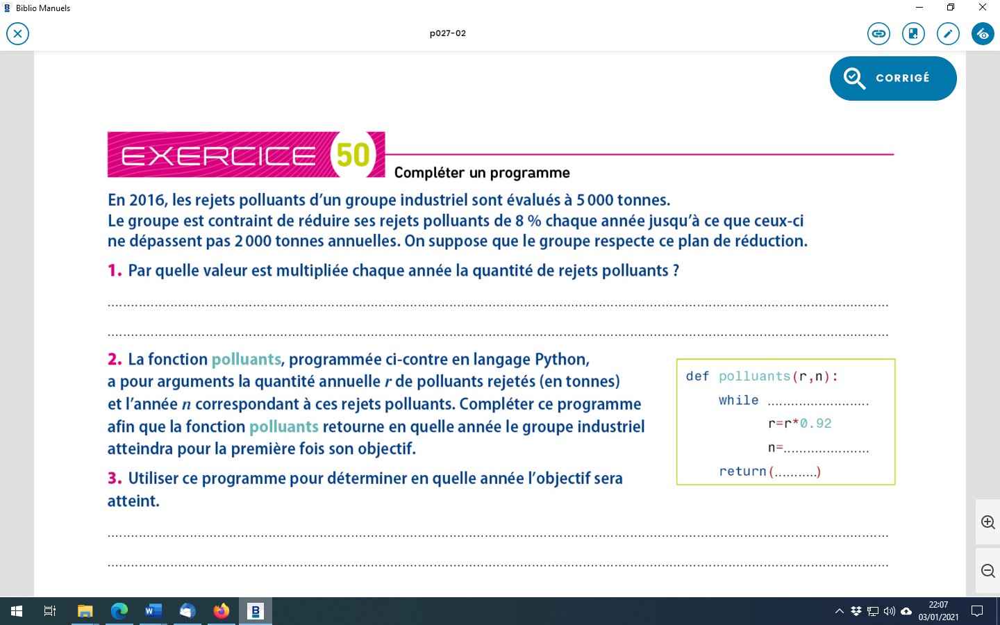 Biblio Manuels
p027-02
CORRIGÉ
EXERCICE 50
Compléter un programme
En 2016, les rejets polluants d’un groupe industriel sont évalués à 5 000 tonnes.
Le groupe est contraint de réduire ses rejets polluants de 8 % chaque année jusqu’à ce que ceux-ci
ne dépassent pas 2 000 tonnes annuelles. On suppose que le groupe respecte ce plan de réduction.
1. Par quelle valeur est multipliée chaque année la quantité de rejets polluants ?
2. La fonction polluants, programmée ci-contre en langage Python,
a pour arguments la quantité annuelle r de polluants rejetés (en tonnes)
et l’année n correspondant à ces rejets polluants. Compléter ce programme
afin que la fonction polluants retourne en quelle année le groupe industriel
atteindra pour la première fois son objectif.
def polluants(r,n):
while ..........................
r=r*0.92
n=......................
return(...........)
3. Utiliser ce programme pour déterminer en quelle année l’objectif sera
atteint.
22:07
03/01/2021